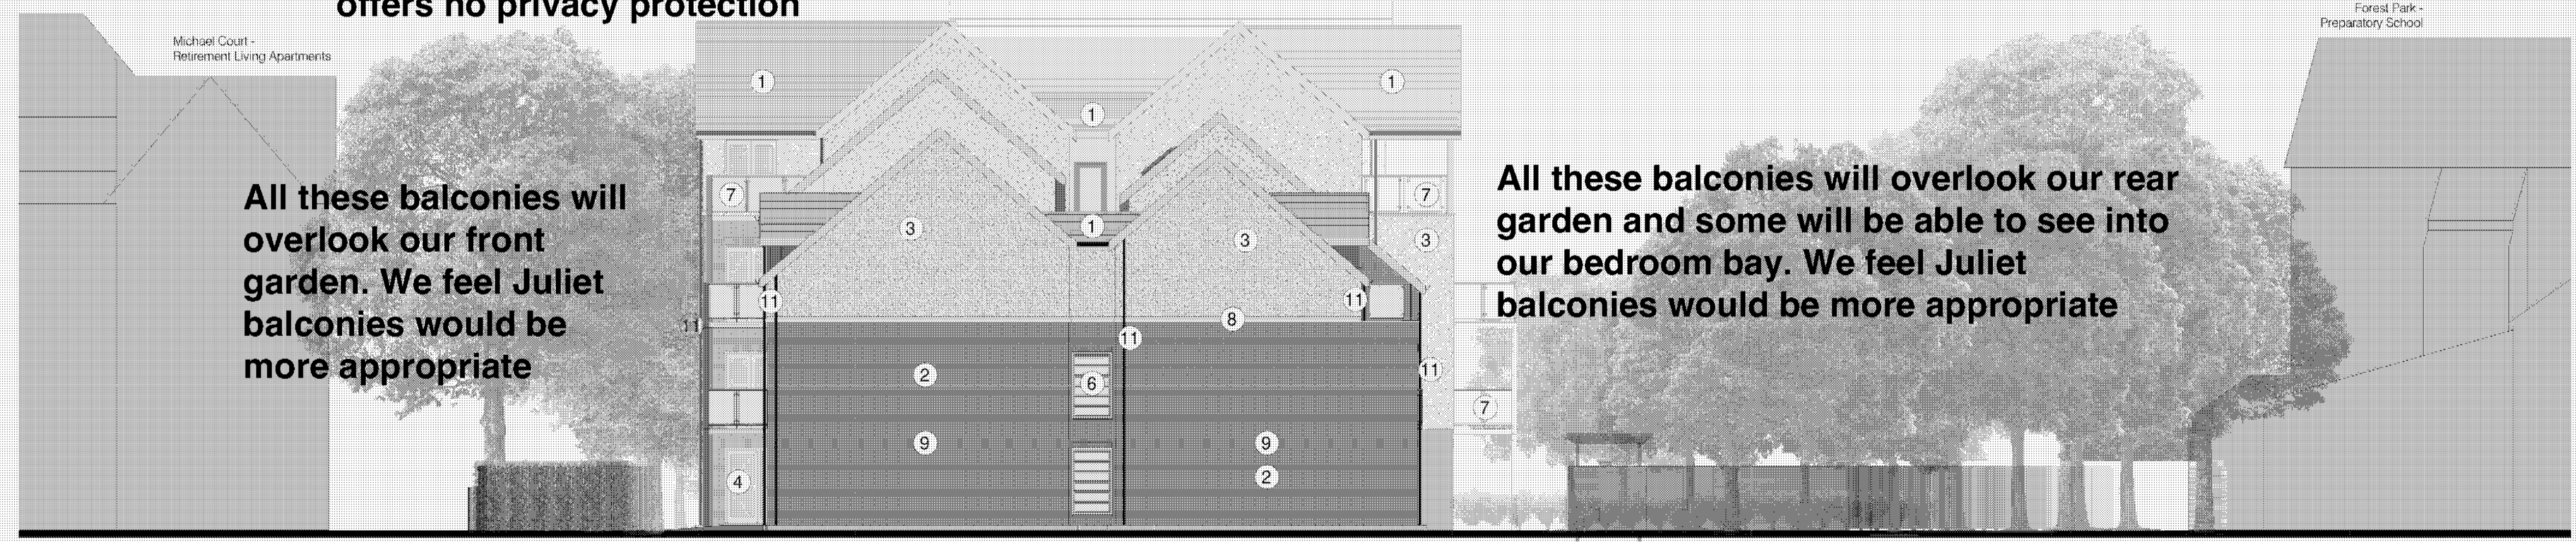 offers no privacy protection
Michael Court -
Retirement Living Apartments
Forest Park -
Preparatory School
All these balconies will
overlook our front
garden. We feel Juliet
balconies would be
more appropriate
All these balconies will overlook our rear
garden and some will be able to see into
our bedroom bay. We feel Juliet
balconies would be more appropriate
1
1
1
7
7
3
1
3
3
11
11
11
8
11
11
2
6
7
9
9
2
4